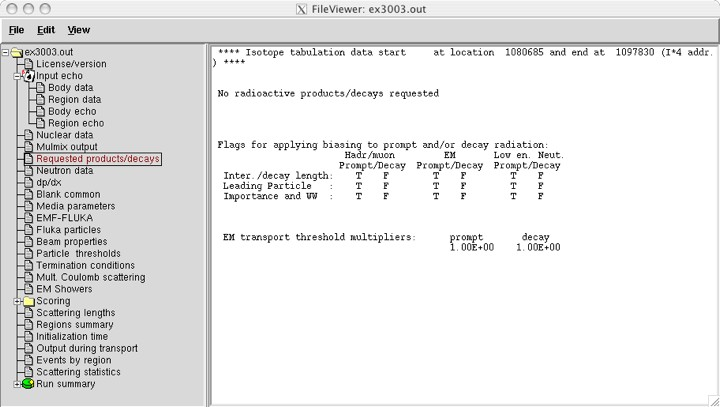 FileViewer: ex3003.out
File Edit View
ex3003.out
License/version
Input echo
Body data
Region data
Body echo
Region echo
Nuclear data
Mulmix output
Requested products/decays
Neutron data
dp/dx
Blank common
Media parameters
EMF-FLUKA
Fluka particles
Beam properties
Particle thresholds
Termination conditions
Mult. Coulomb scattering
EM Showers
Scoring
Scattering lengths
Regions summary
Initialization time
Output during transport
Events by region
Scattering statistics
Run summary
**** Isotope tabulation data start at location 1080685 and end at 1097830 (I*4 addr.
) ****
No radioactive products/decays requested
Flags for applying biasing to prompt and/or decay radiation:
Hadr/muon EM Low en. Neut.
Prompt/Decay Prompt/Decay Prompt/Decay
Inter./decay length: T F T F T F
Leading Particle : T F T F T F
Importance and WW : T F T F T F
EM transport threshold multipliers: prompt decay
1.00E+00 1.00E+00